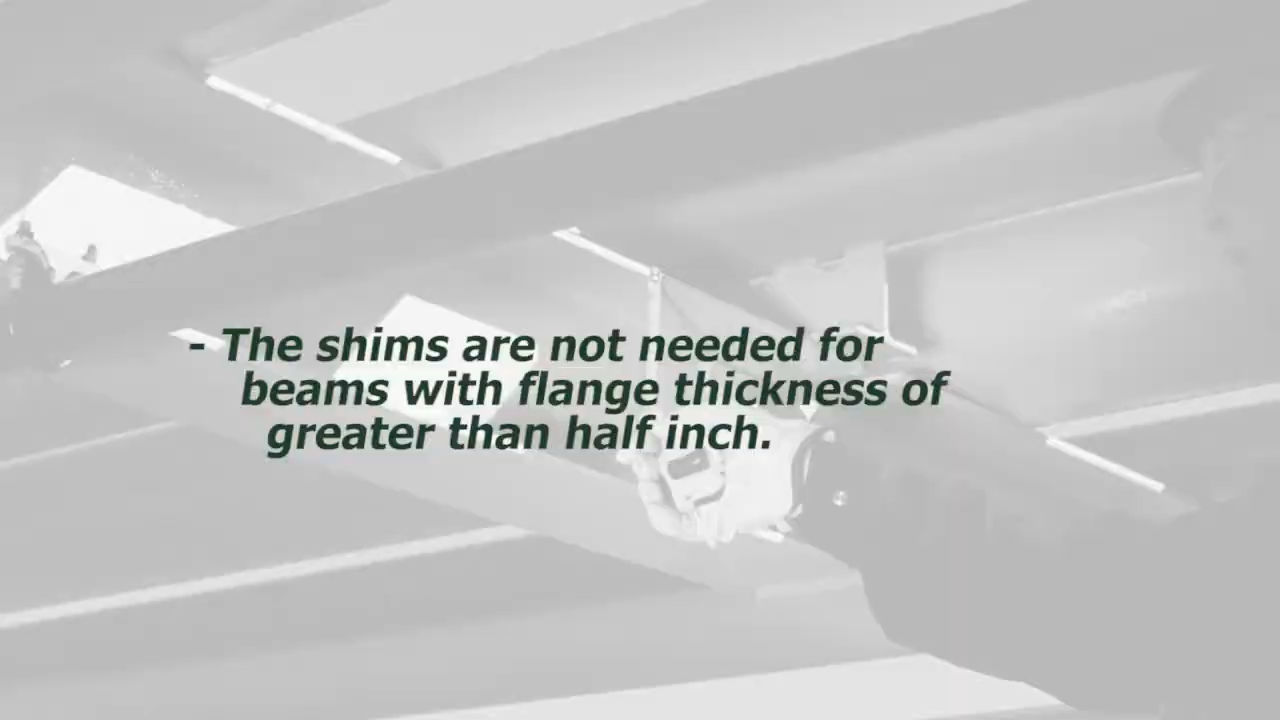 - The shims are not needed for
beams with flange thickness of
greater than half inch.